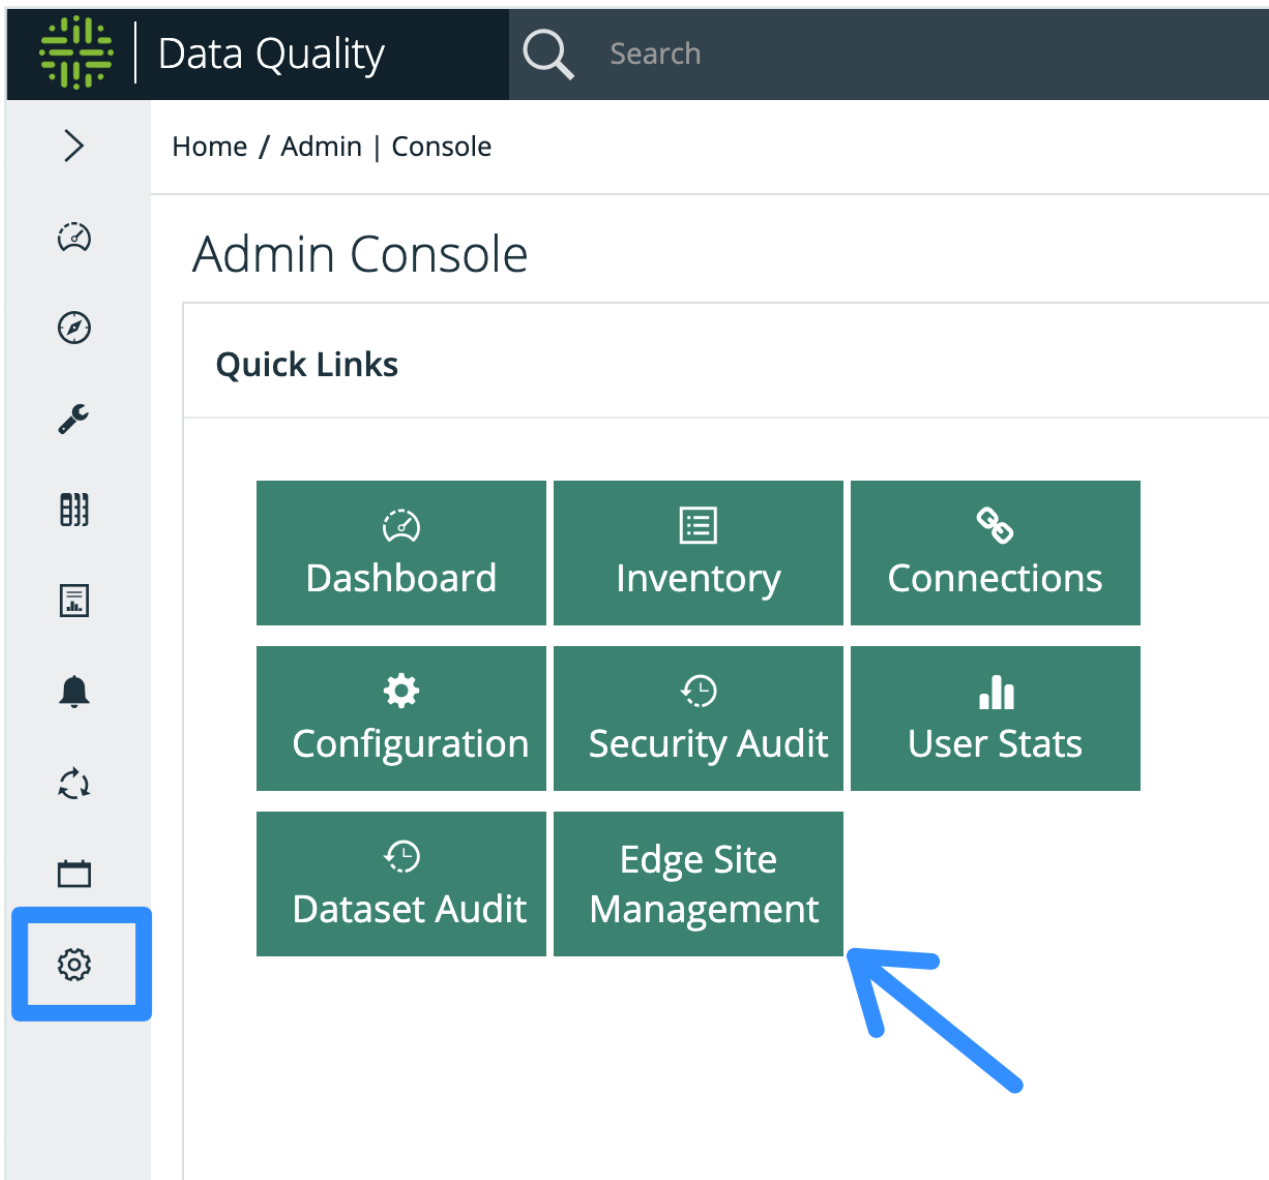 Data Quality
Search
Home / Admin | Console
Admin Console
Quick Links
Dashboard
Inventory
Connections
Configuration
Security Audit
User Stats
Dataset Audit
Edge Site
Management